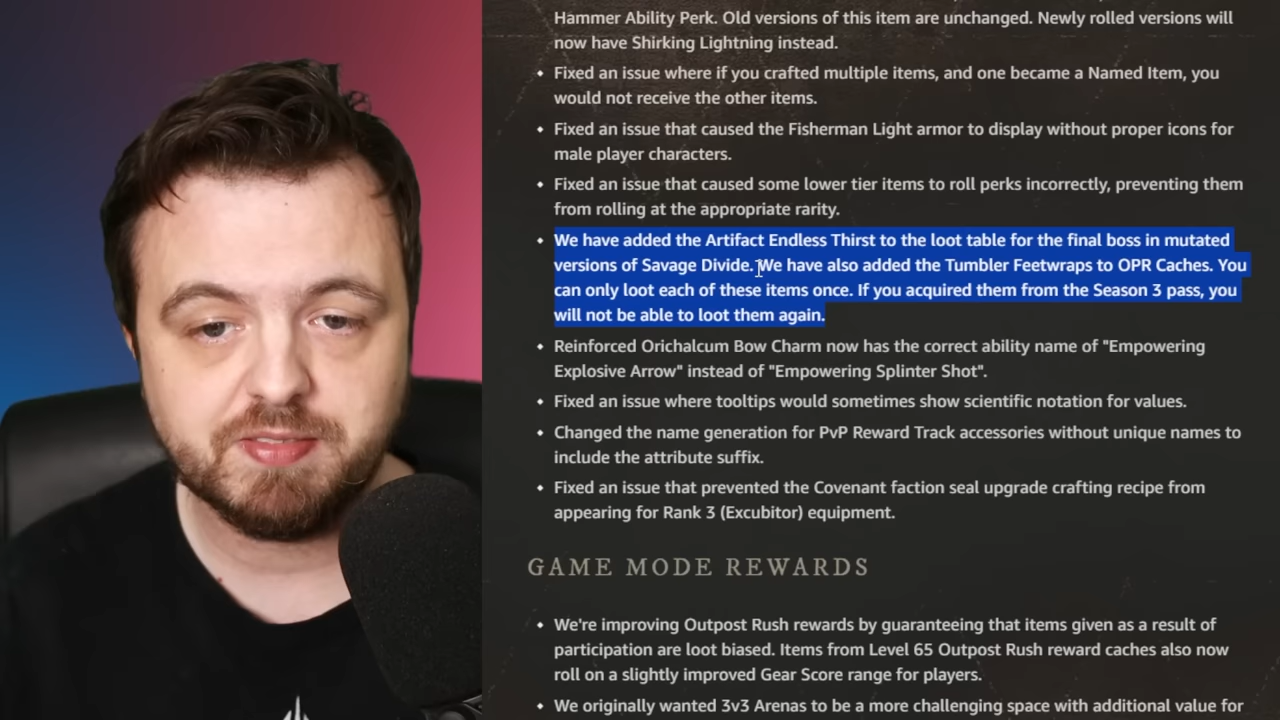 Hammer Ability Perk. Old versions of this item are unchanged. Newly rolled versions will
now have Shirking Lightning instead.
• Fixed an issue where if you crafted multiple items, and one became a Named Item, you
would not receive the other items.
• Fixed an issue that caused the Fisherman Light armor to display without proper icons for
male player characters.
• Fixed an issue that caused some lower tier items to roll perks incorrectly, preventing them
from rolling at the appropriate rarity.
• We have added the Artifact Endless Thirst to the loot table for the final boss in mutated
versions of Savage Divide. We have also added the Tumbler Feetwraps to OPR Caches. You
can only loot each of these items once. If you acquired them from the Season 3 pass, you
will not be able to loot them again.
• Reinforced Orichalcum Bow Charm now has the correct ability name of "Empowering
Explosive Arrow" instead of "Empowering Splinter Shot".
• Fixed an issue where tooltips would sometimes show scientific notation for values.
• Changed the name generation for PvP Reward Track accessories without unique names to
include the attribute suffix.
• Fixed an issue that prevented the Covenant faction seal upgrade crafting recipe from
appearing for Rank 3 (Excubitor) equipment.
GAME MODE REWARDS
• We're improving Outpost Rush rewards by guaranteeing that items given as a result of
participation are loot biased. Items from Level 65 Outpost Rush reward caches also now
roll on a slightly improved Gear Score range for players.
• We originally wanted 3v3 Arenas to be a more challenging space with additional value for